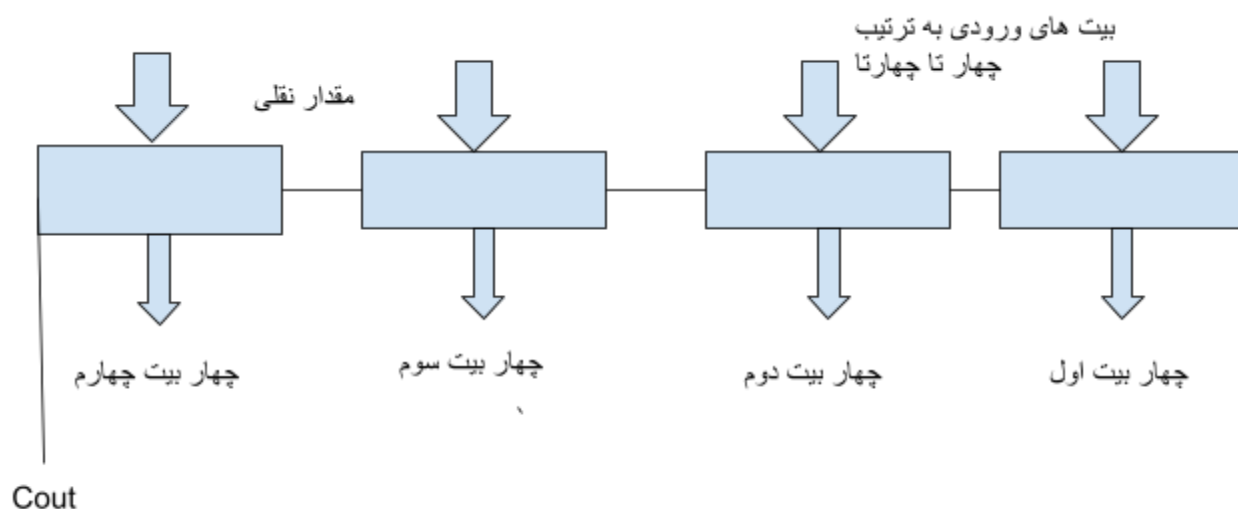 بیت های ورودی به ترتیب
چهار تا چهارتا
مقدار نقلی
چهار بیت اول
چهار بیت دوم
چهار بیت سوم
چهار بیت چهارم
Cout